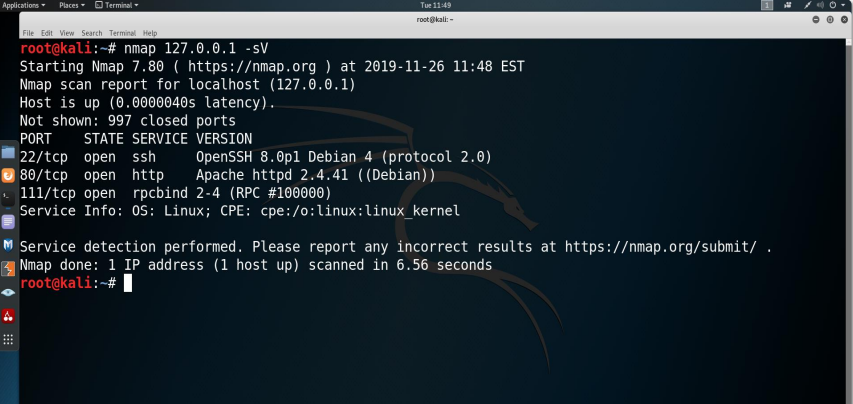 Applications Places Terminal Tue 11:49 1
root@kali: ~
File Edit View Search Terminal Help
root@kali:~# nmap 127.0.0.1 -sV
Starting Nmap 7.80 ( https://nmap.org ) at 2019-11-26 11:48 EST
Nmap scan report for localhost (127.0.0.1)
Host is up (0.0000040s latency).
Not shown: 997 closed ports
PORT    STATE SERVICE VERSION
22/tcp  open  ssh     OpenSSH 8.0p1 Debian 4 (protocol 2.0)
80/tcp  open  http    Apache httpd 2.4.41 ((Debian))
111/tcp open  rpcbind 2-4 (RPC #100000)
Service Info: OS: Linux; CPE: cpe:/o:linux:linux_kernel
Service detection performed. Please report any incorrect results at https://nmap.org/submit/ .
Nmap done: 1 IP address (1 host up) scanned in 6.56 seconds
root@kali:~#